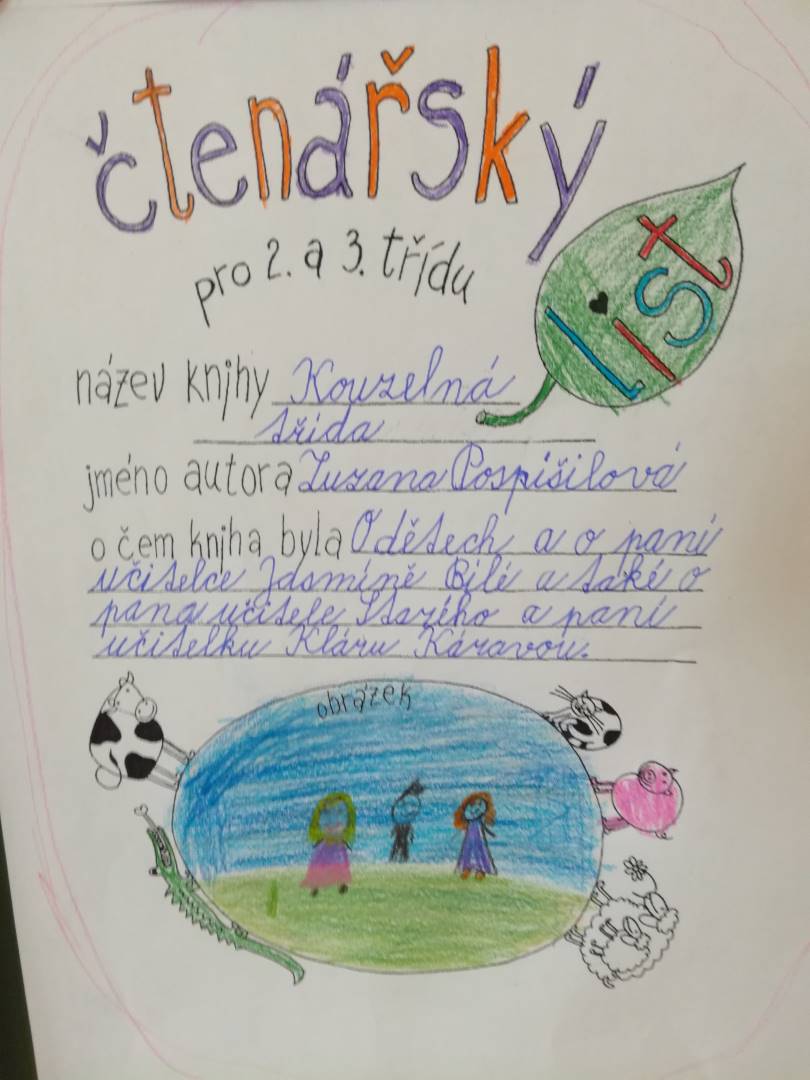 čtenářský
list
pro 2. a 3. třídu
název knihy Kouzelná
třída
jméno autora Zuzana Pospíšilová
o čem kniha byla O dětech a o paní
učitelce Jasmíně Bílé a také o
pana učitele Starého a paní
učitelku Kláru Káravou.
obrázek